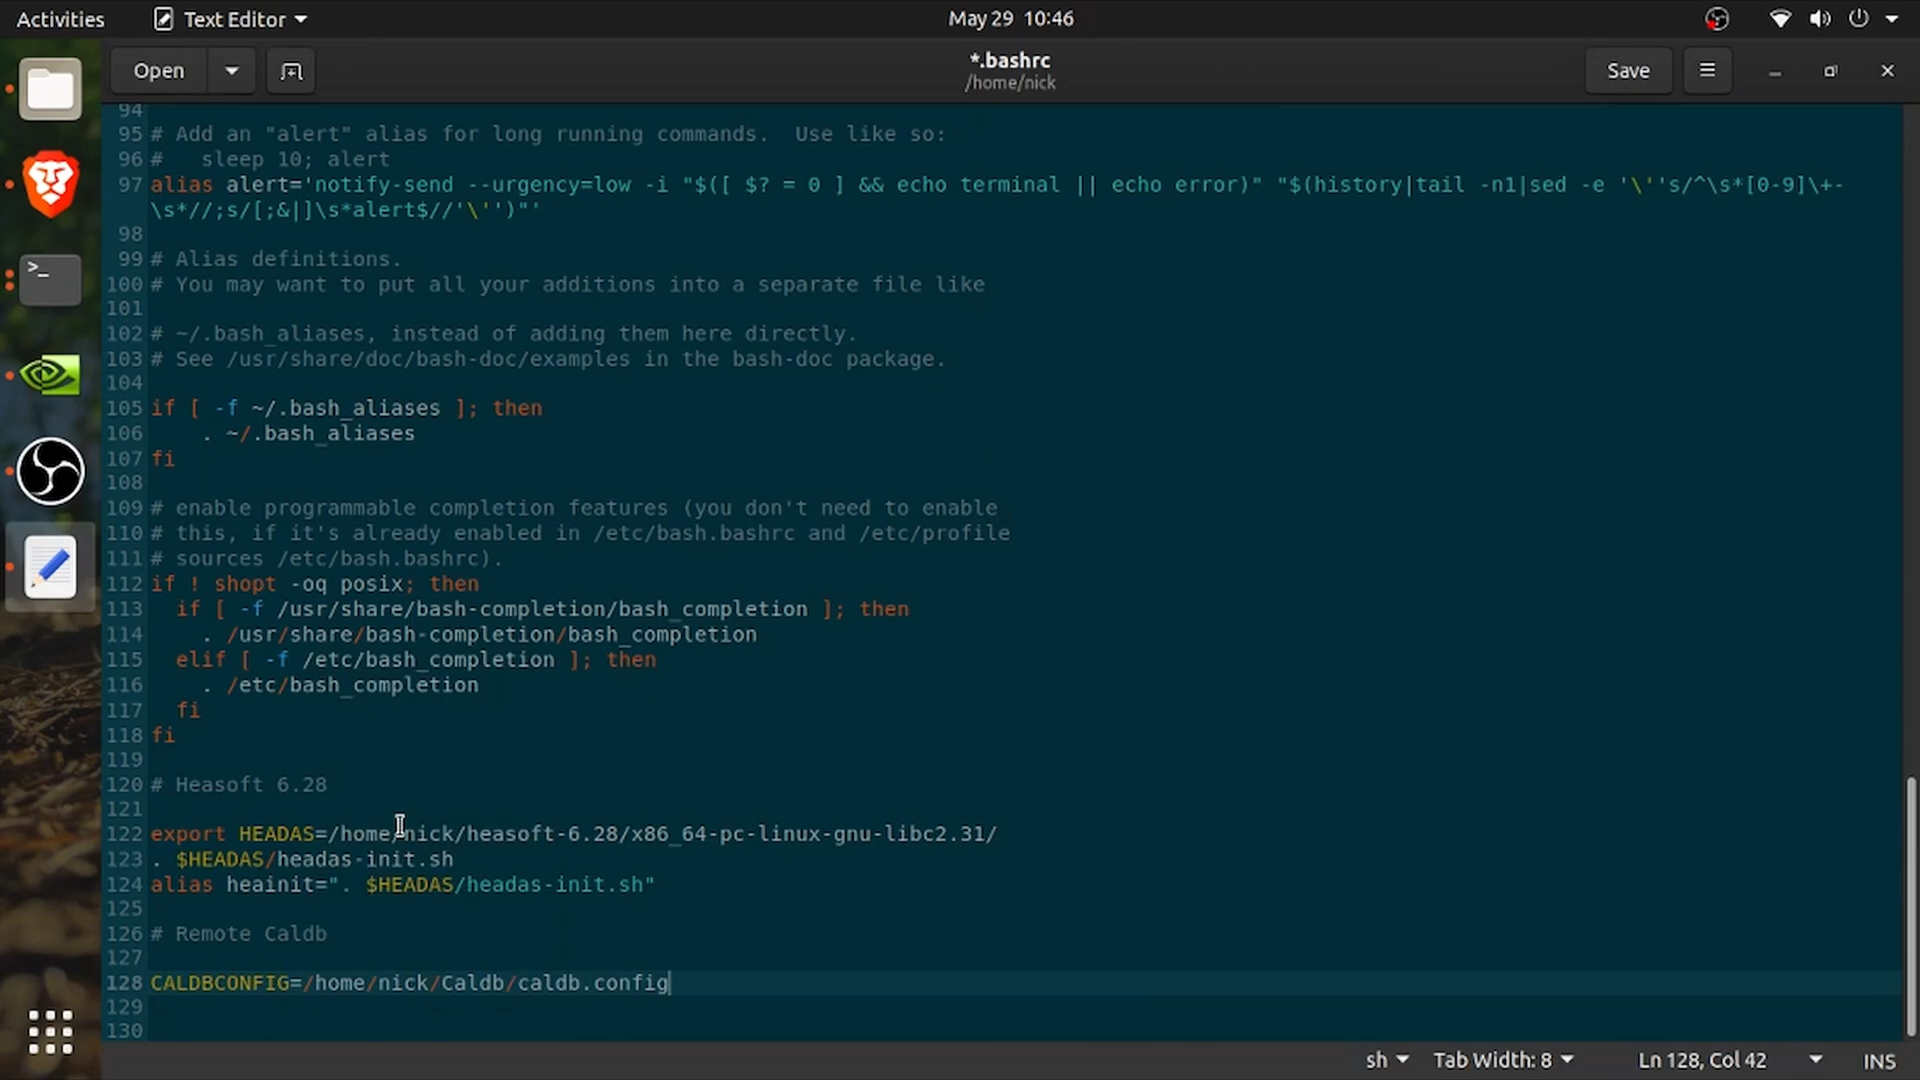 Activities Text Editor May 29 10:46
Open *.bashrc Save
/home/nick
94
95 # Add an "alert" alias for long running commands.  Use like so:
96 #   sleep 10; alert
97 alias alert='notify-send --urgency=low -i "$([ $? = 0 ] && echo terminal || echo error)" "$(history|tail -n1|sed -e '\''s/^\s*[0-9]\+-
\s*//;s/[;&|]\s*alert$//'\'')"'
98
99 # Alias definitions.
100 # You may want to put all your additions into a separate file like
101
102 # ~/.bash_aliases, instead of adding them here directly.
103 # See /usr/share/doc/bash-doc/examples in the bash-doc package.
104
105 if [ -f ~/.bash_aliases ]; then
106     . ~/.bash_aliases
107 fi
108
109 # enable programmable completion features (you don't need to enable
110 # this, if it's already enabled in /etc/bash.bashrc and /etc/profile
111 # sources /etc/bash.bashrc).
112 if ! shopt -oq posix; then
113   if [ -f /usr/share/bash-completion/bash_completion ]; then
114     . /usr/share/bash-completion/bash_completion
115   elif [ -f /etc/bash_completion ]; then
116     . /etc/bash_completion
117   fi
118 fi
119
120 # Heasoft 6.28
121
122 export HEADAS=/home/nick/heasoft-6.28/x86_64-pc-linux-gnu-libc2.31/
123 . $HEADAS/headas-init.sh
124 alias heainit=". $HEADAS/headas-init.sh"
125
126 # Remote Caldb
127
128 CALDBCONFIG=/home/nick/Caldb/caldb.config
129
130
sh Tab Width: 8 Ln 128, Col 42 INS